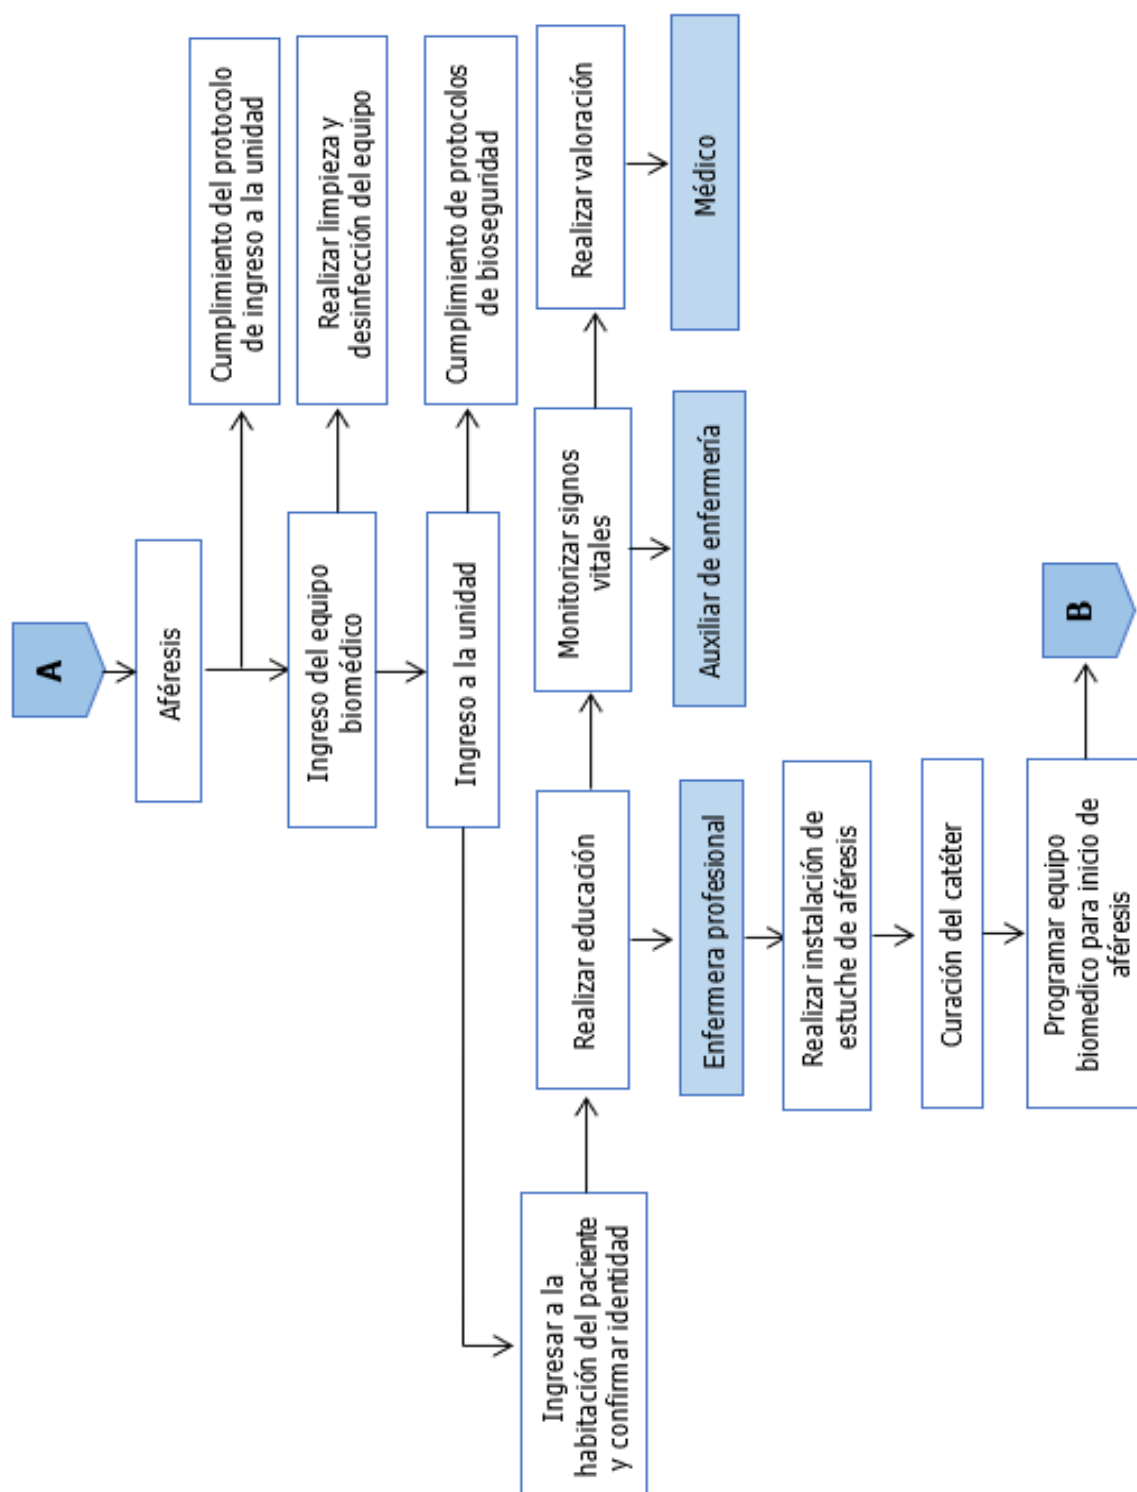 A
Aféresis
Cumplimiento del protocolo
de ingreso a la unidad
Ingreso del equipo
biomédico
Realizar limpieza y
desinfección del equipo
Ingreso a la unidad
Cumplimiento de protocolos
de bioseguridad
Ingresar a la
habitación del paciente
y confirmar identidad
Realizar educación
Monitorizar signos
vitales
Realizar valoración
Enfermera profesional
Auxiliar de enfermería
Médico
Realizar instalación de
estuche de aféresis
Curación del catéter
Programar equipo
biomedico para inicio de
aféresis
B